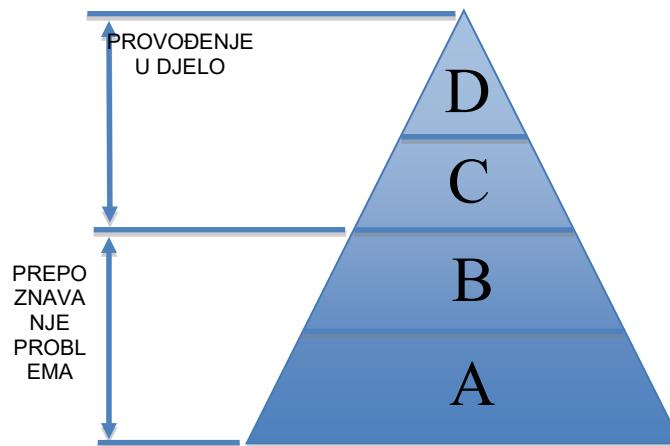 PROVOĐENJE
U DJELO
D
C
B
PREPO
ZNAVA
NJE
PROBL
EMA
A